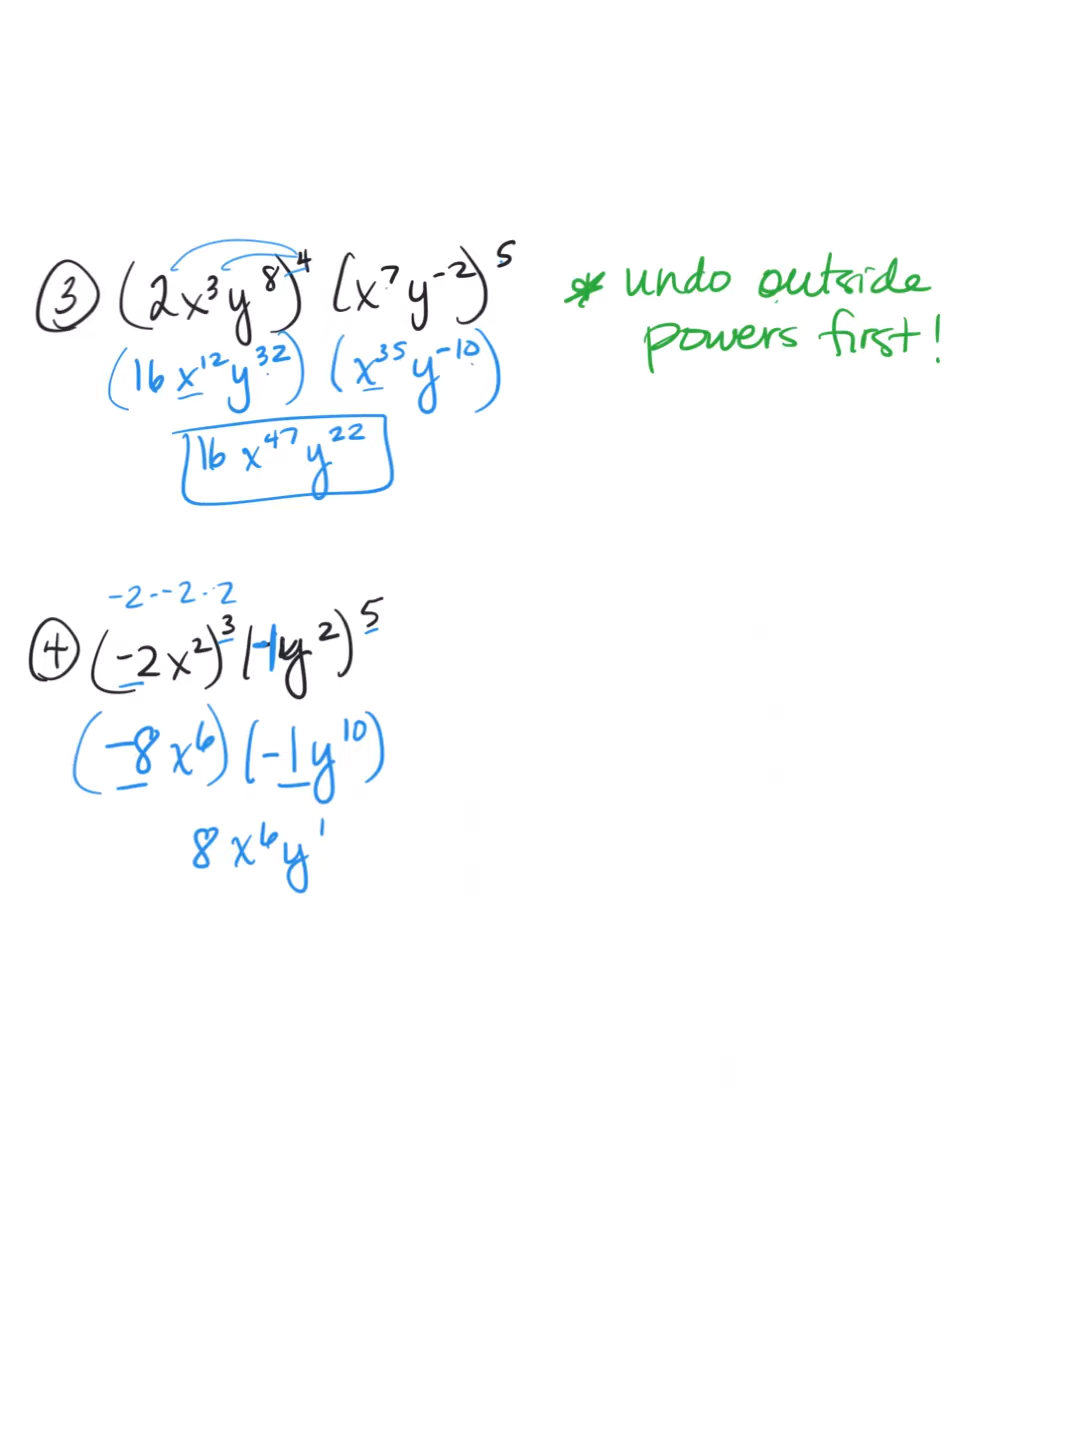 ③ (2x³y⁸)⁴ (x⁷y⁻²)⁵
* undo outside
powers first!
(16x¹²y³²) (x³⁵y⁻¹⁰)
16x⁴⁷y²²
-2·-2·-2
④ (-2x²)³(-1y²)⁵
(-8x⁶)(-1y¹⁰)
8x⁶y¹